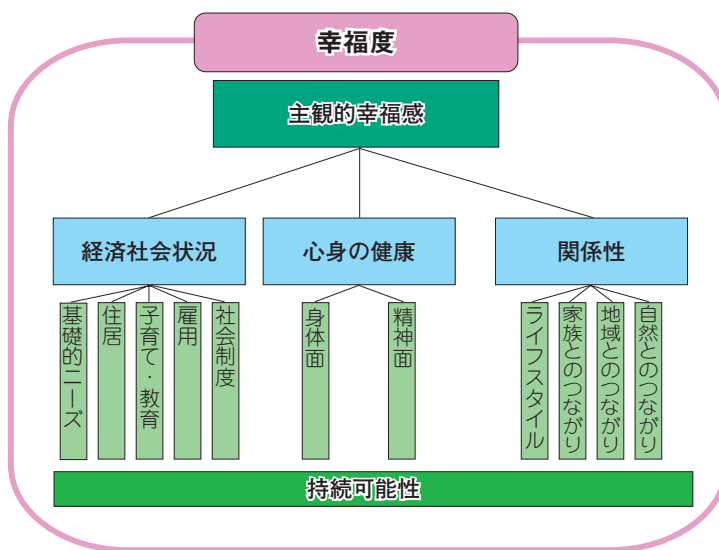 幸福度
主観的幸福感
経済社会状況
心身の健康
関係性
基礎的ニーズ
住居
子育て・教育
雇用
社会制度
身体面
精神面
ライフスタイル
家族とのつながり
地域とのつながり
自然とのつながり
持続可能性